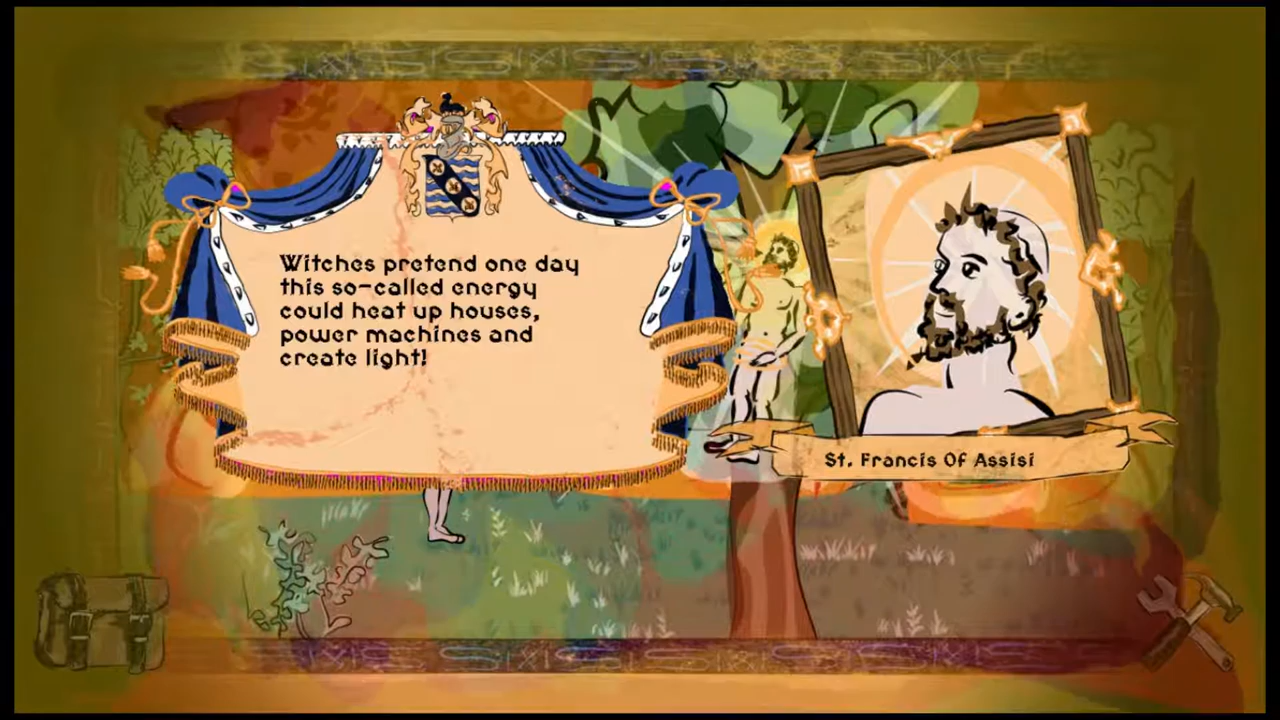 Witches pretend one day
this so-called energy
could heat up houses,
power machines and
create light!
St. Francis Of Assisi